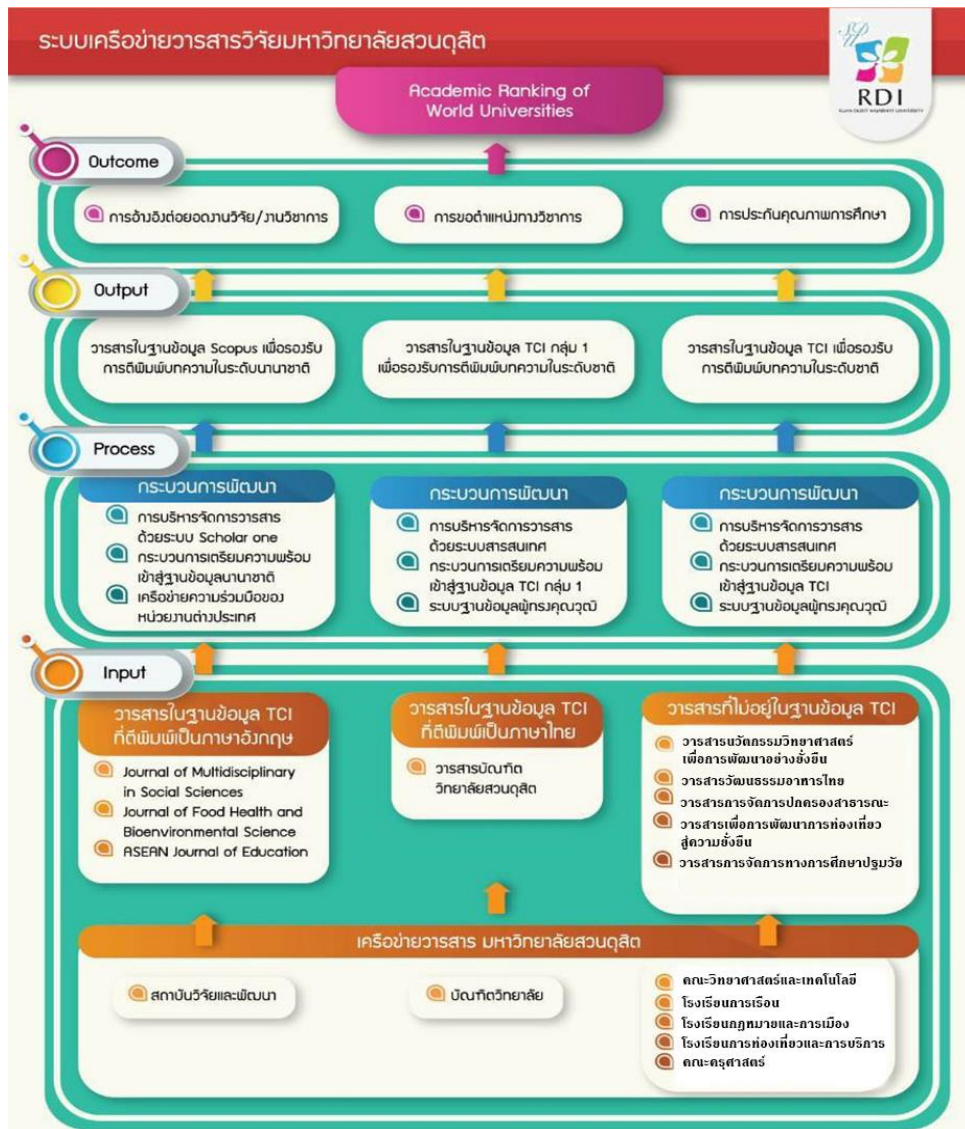 ระบบเครือข่ายวารสารวิจัยมหาวิทยาลัยสวนดุสิต
RDI
SUAN DUSIT UNIVERSITY
Academic Ranking of
World Universities
Outcome
การอ้างอิงต่อยอดงานวิจัย/งานวิชาการ
การขอตำแหน่งทางวิชาการ
การประกันคุณภาพการศึกษา
Output
วารสารในฐานข้อมูล Scopus เพื่อรองรับ
การตีพิมพ์บทความในระดับนานาชาติ
วารสารในฐานข้อมูล TCI กลุ่ม 1
เพื่อรองรับการตีพิมพ์บทความในระดับชาติ
วารสารในฐานข้อมูล TCI เพื่อรองรับ
การตีพิมพ์บทความในระดับชาติ
Process
กระบวนการพัฒนา
การบริหารจัดการวารสาร
ด้วยระบบ Scholar one
กระบวนการเตรียมความพร้อม
เข้าสู่ฐานข้อมูลนานาชาติ
เครือข่ายความร่วมมือของ
หน่วยงานต่างประเทศ
กระบวนการพัฒนา
การบริหารจัดการวารสาร
ด้วยระบบสารสนเทศ
กระบวนการเตรียมความพร้อม
เข้าสู่ฐานข้อมูล TCI กลุ่ม 1
ระบบฐานข้อมูลผู้ทรงคุณวุฒิ
กระบวนการพัฒนา
การบริหารจัดการวารสาร
ด้วยระบบสารสนเทศ
กระบวนการเตรียมความพร้อม
เข้าสู่ฐานข้อมูล TCI
ระบบฐานข้อมูลผู้ทรงคุณวุฒิ
Input
วารสารในฐานข้อมูล TCI
ที่ตีพิมพ์เป็นภาษาอังกฤษ
Journal of Multidisciplinary
in Social Sciences
Journal of Food Health and
Bioenvironmental Science
ASEAN Journal of Education
วารสารในฐานข้อมูล TCI
ที่ตีพิมพ์เป็นภาษาไทย
วารสารบัณฑิต
วิทยาลัยสวนดุสิต
วารสารที่ไม่อยู่ในฐานข้อมูล TCI
วารสารนวัตกรรมวิทยาศาสตร์
เพื่อการพัฒนาอย่างยั่งยืน
วารสารวัฒนธรรมอาหารไทย
วารสารการจัดการปกครองสาธารณะ
วารสารเพื่อการพัฒนาการท่องเที่ยว
สู่ความยั่งยืน
วารสารการจัดการทางการศึกษาปฐมวัย
เครือข่ายวารสาร มหาวิทยาลัยสวนดุสิต
สถาบันวิจัยและพัฒนา
บัณฑิตวิทยาลัย
คณะวิทยาศาสตร์และเทคโนโลยี
โรงเรียนการเรือน
โรงเรียนกฎหมายและการเมือง
โรงเรียนการท่องเที่ยวและการบริการ
คณะครุศาสตร์